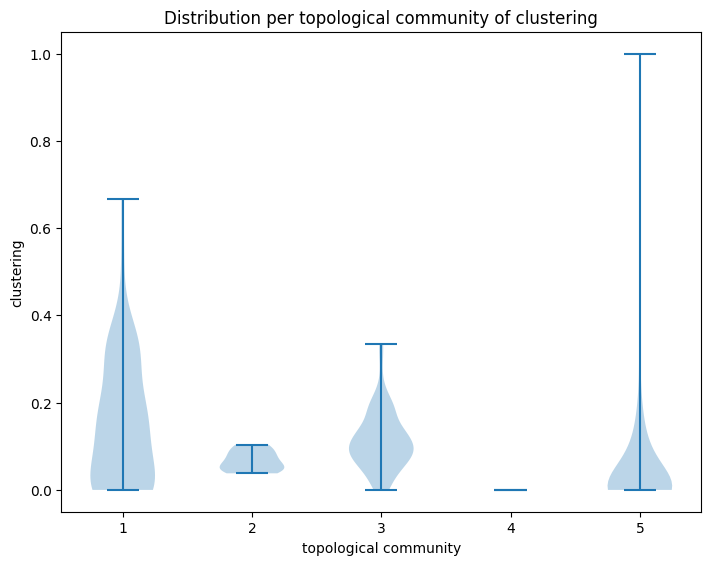 Distribution per topological community of clustering
clustering
1.0
0.8
0.6
0.4
0.2
0.0
1 2 3 4 5
topological community